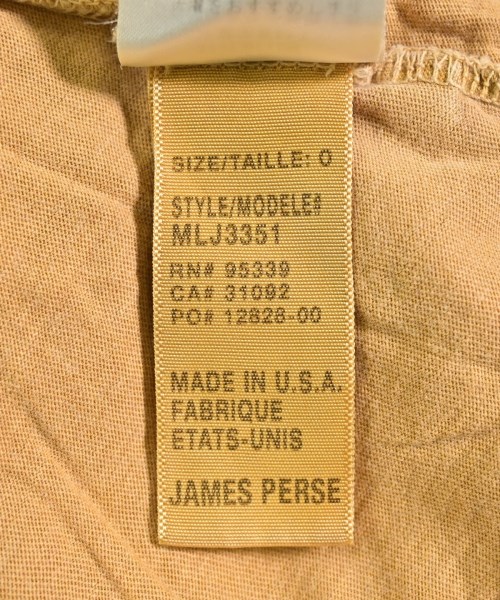 SIZE/TAILLE: 0
STYLE/MODELE#
MLJ3351
RN# 95339
CA# 31092
PO# 12828-00
MADE IN U.S.A.
FABRIQUE
ETATS-UNIS
JAMES PERSE